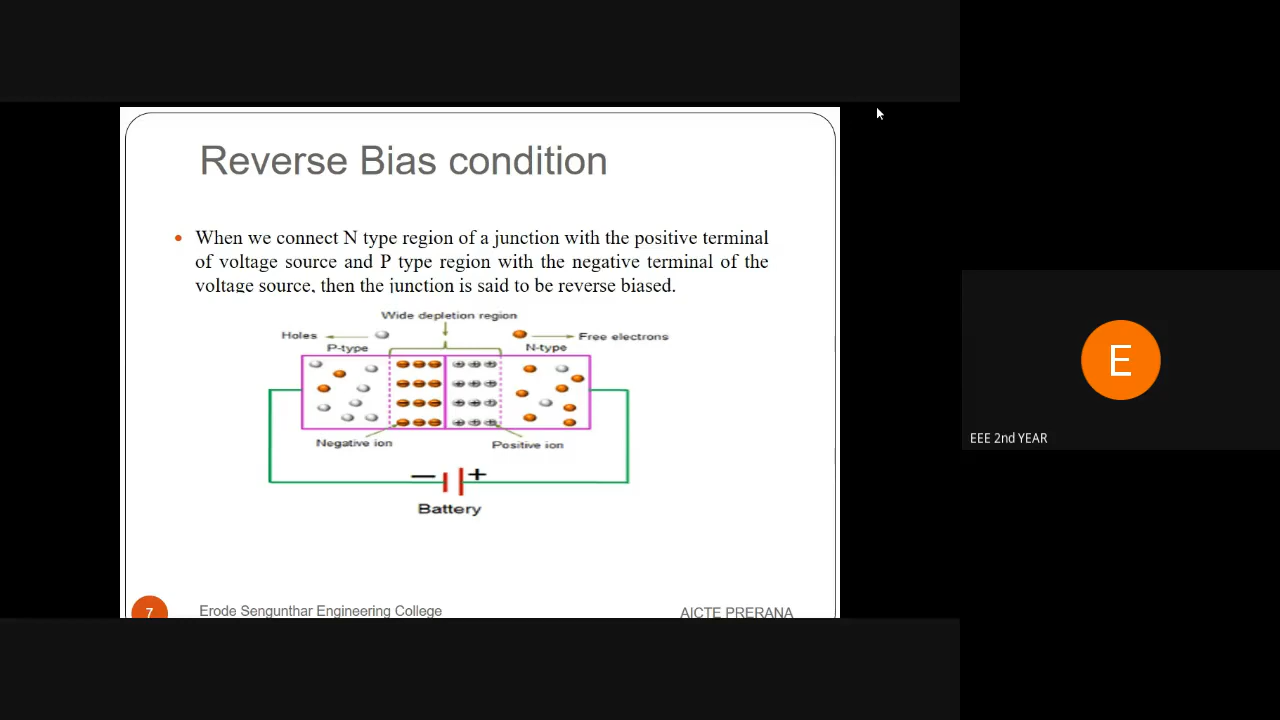 Reverse Bias condition
When we connect N type region of a junction with the positive terminal
of voltage source and P type region with the negative terminal of the
voltage source, then the junction is said to be reverse biased.
Wide depletion region
Holes
Free electrons
P-type
N-type
Negative ion
Positive ion
− +
Battery
7
Erode Sengunthar Engineering College
AICTE PRERANA
E
EEE 2nd YEAR